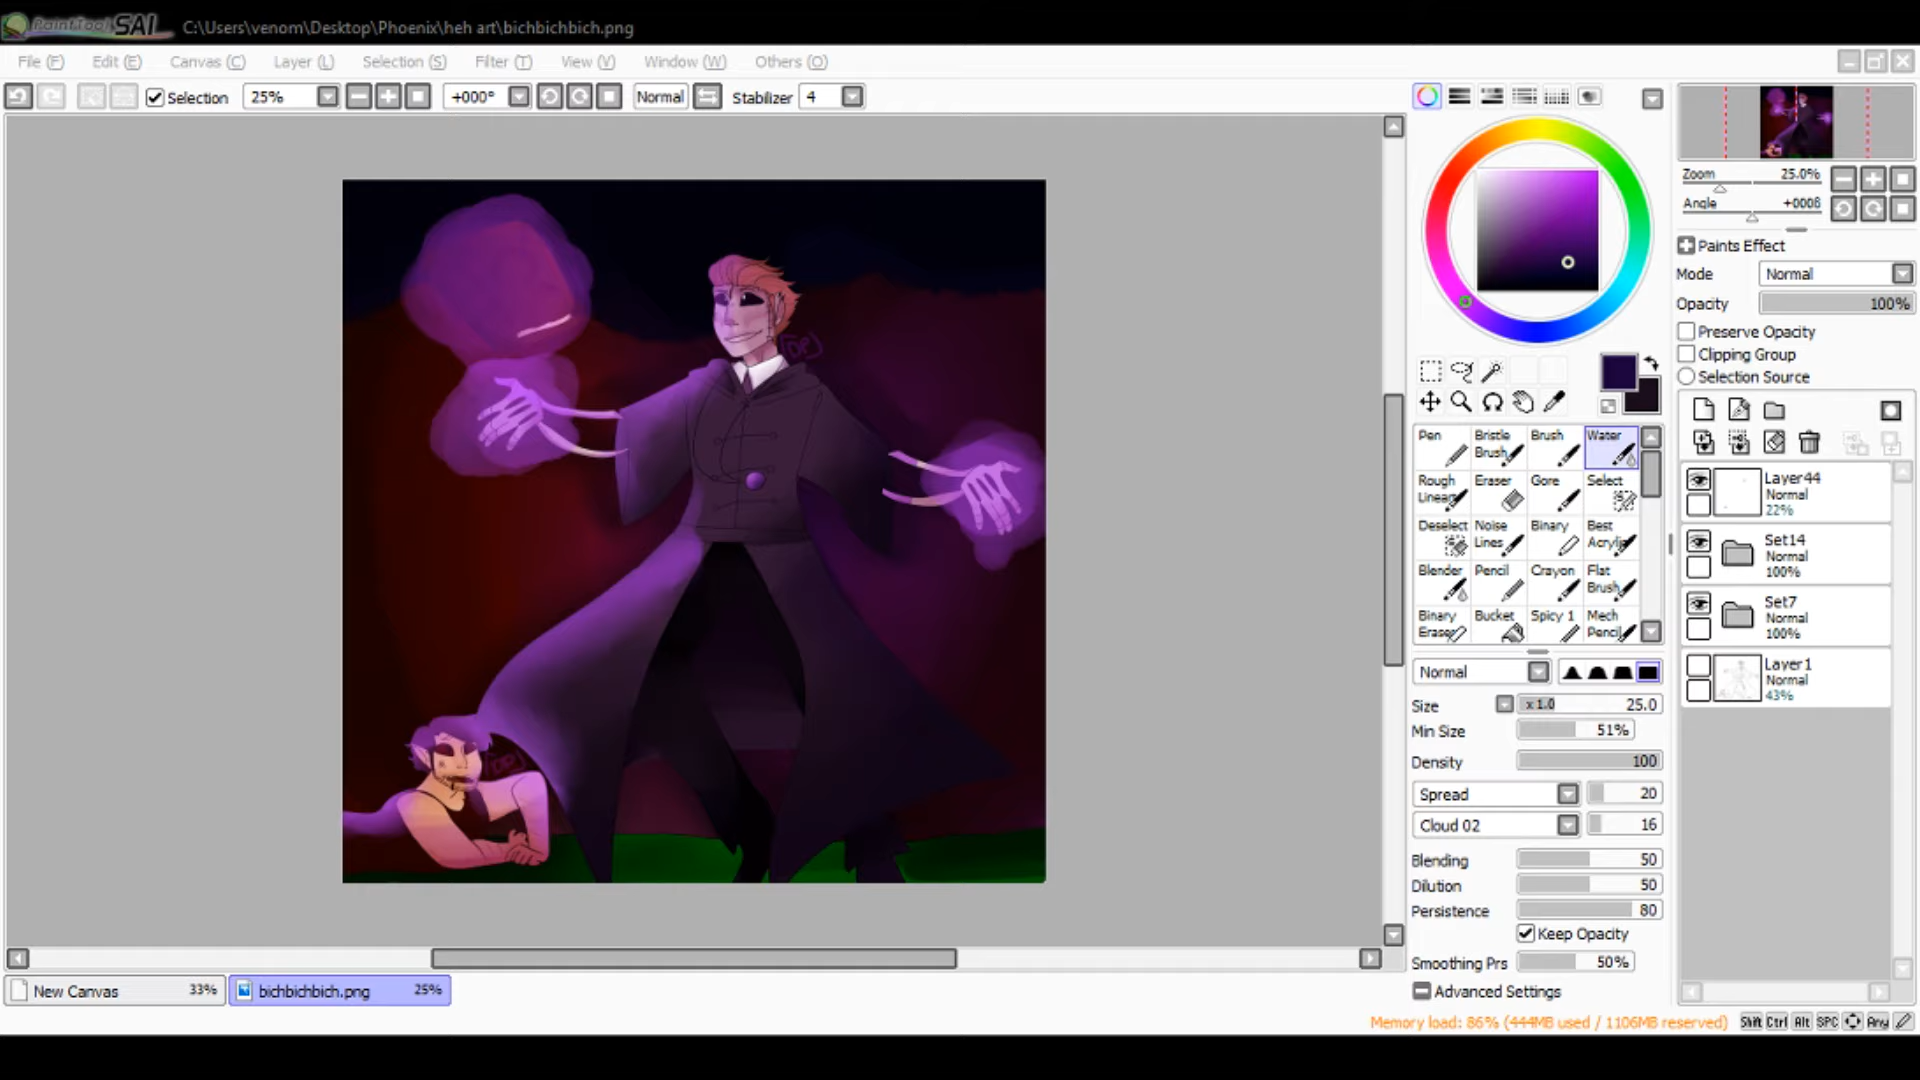 PaintTool SAI C:\Users\venom\Desktop\Phoenix\heh art\bichbichbich.png
File (F) Edit (E) Canvas (C) Layer (L) Selection (S) Filter (T) View (V) Window (W) Others (O)
Selection 25% +000° Normal Stabilizer 4
Zoom 25.0%
Angle +0006
Paints Effect
Mode Normal
Opacity 100%
Preserve Opacity
Clipping Group
Selection Source
Pen Bristle Brush Brush Water
Rough Linear Eraser Gore Select
Deselect Noise Lines Binary Best Acrylic
Blender Pencil Crayon Flat Brush
Binary Eraser Bucket Spicy 1 Mech Pencil
Normal
Size x 1.0 25.0
Min Size 51%
Density 100
Spread 20
Cloud 02 16
Blending 50
Dilution 50
Persistence 80
Keep Opacity
Smoothing Prs 50%
Advanced Settings
Layer44
Normal
22%
Set14
Normal
100%
Set7
Normal
100%
Layer1
Normal
43%
New Canvas 33% bichbichbich.png 25%
Memory load: 86% (444MB used / 1106MB reserved) Shift Ctrl Alt SPC Any